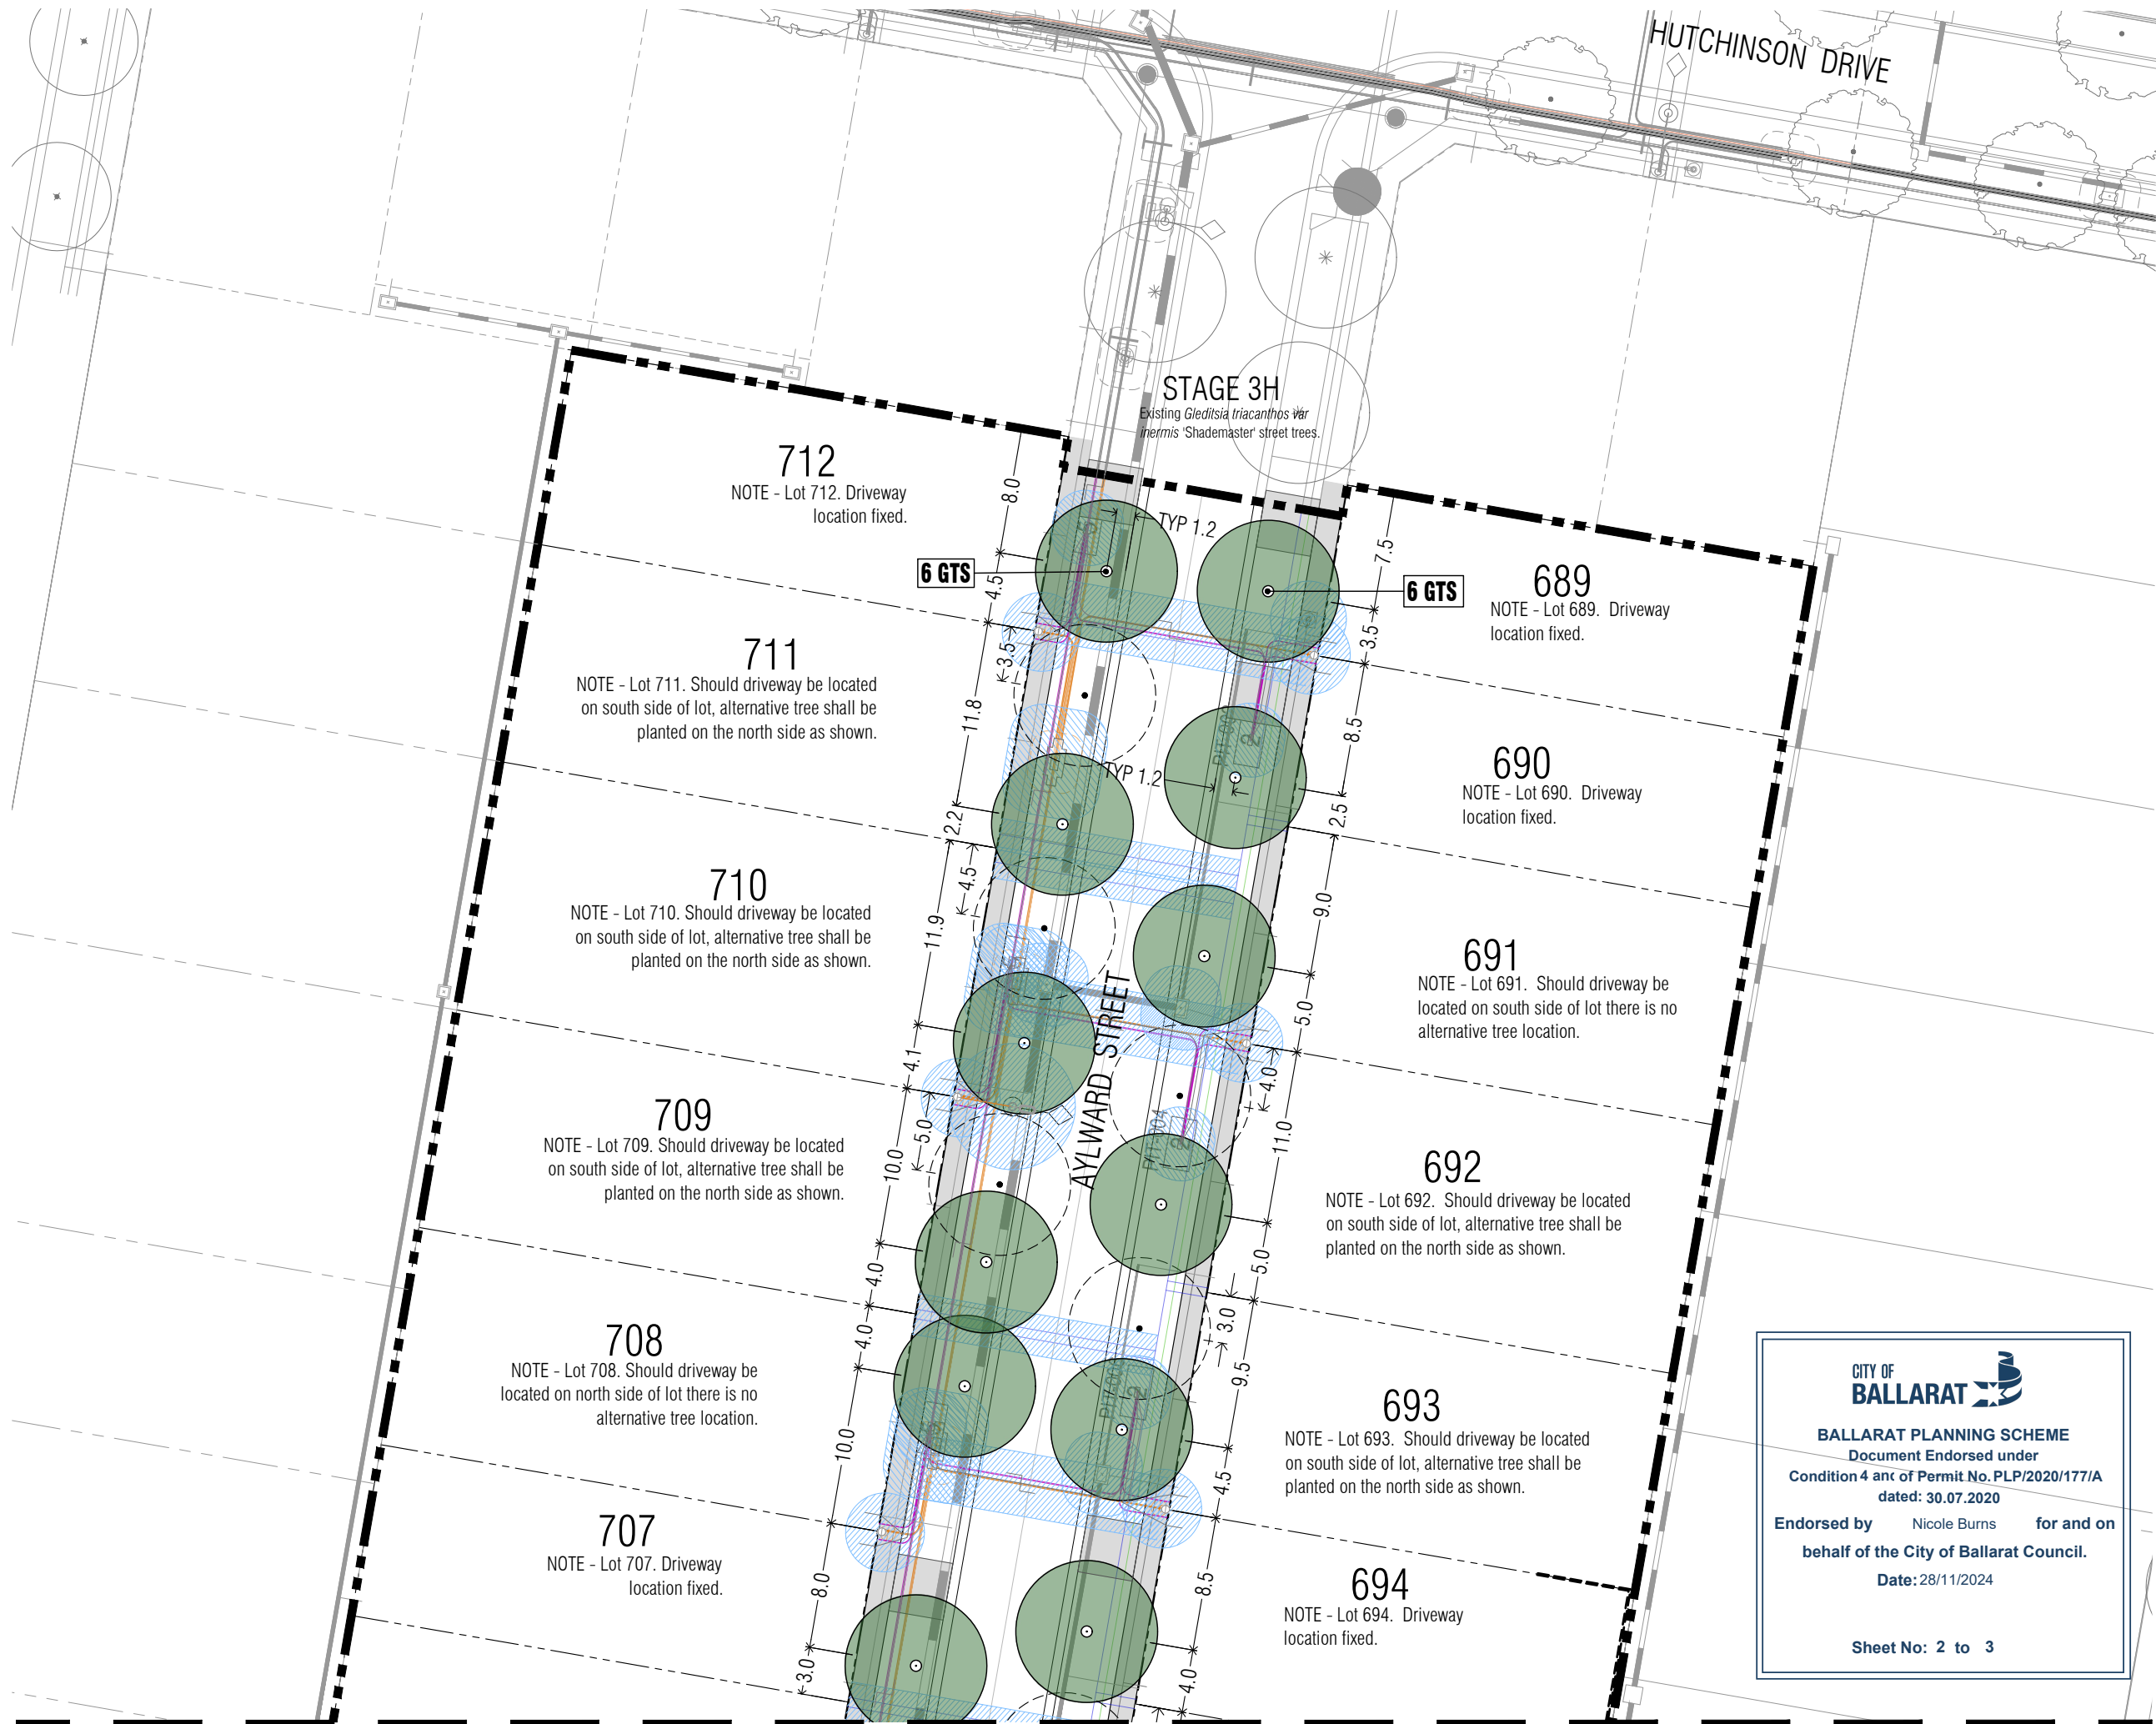 HUTCHINSON DRIVE
STAGE 3H
Existing Gleditsia triacanthos var
inermis 'Shademaster' street trees.
712
NOTE - Lot 712. Driveway
location fixed.
8.0
TYP 1.2
7.5
6 GTS
4.5
6 GTS
689
NOTE - Lot 689. Driveway
location fixed.
3.5
3.5
711
NOTE - Lot 711. Should driveway be located
on south side of lot, alternative tree shall be
planted on the north side as shown.
11.8
8.5
2
TYP 1.2
690
NOTE - Lot 690. Driveway
location fixed.
2.2
2.5
710
NOTE - Lot 710. Should driveway be located
on south side of lot, alternative tree shall be
planted on the north side as shown.
4.5
11.9
9.0
691
NOTE - Lot 691. Should driveway be
located on south side of lot there is no
alternative tree location.
5.0
4.1
4.0
AYLWARD STREET
709
NOTE - Lot 709. Should driveway be located
on south side of lot, alternative tree shall be
planted on the north side as shown.
5.0
10.0
PIT-004
2
11.0
692
NOTE - Lot 692. Should driveway be located
on south side of lot, alternative tree shall be
planted on the north side as shown.
4.0
5.0
708
NOTE - Lot 708. Should driveway be
located on north side of lot there is no
alternative tree location.
4.0
3.0
9.5
2
693
NOTE - Lot 693. Should driveway be located
on south side of lot, alternative tree shall be
planted on the north side as shown.
10.0
4.5
707
NOTE - Lot 707. Driveway
location fixed.
8.0
8.5
694
NOTE - Lot 694. Driveway
location fixed.
3.0
4.0
CITY OF
BALLARAT
BALLARAT PLANNING SCHEME
Document Endorsed under
Condition 4 and of Permit No. PLP/2020/177/A
dated: 30.07.2020
Endorsed by Nicole Burns for and on
behalf of the City of Ballarat Council.
Date: 28/11/2024
Sheet No: 2 to 3